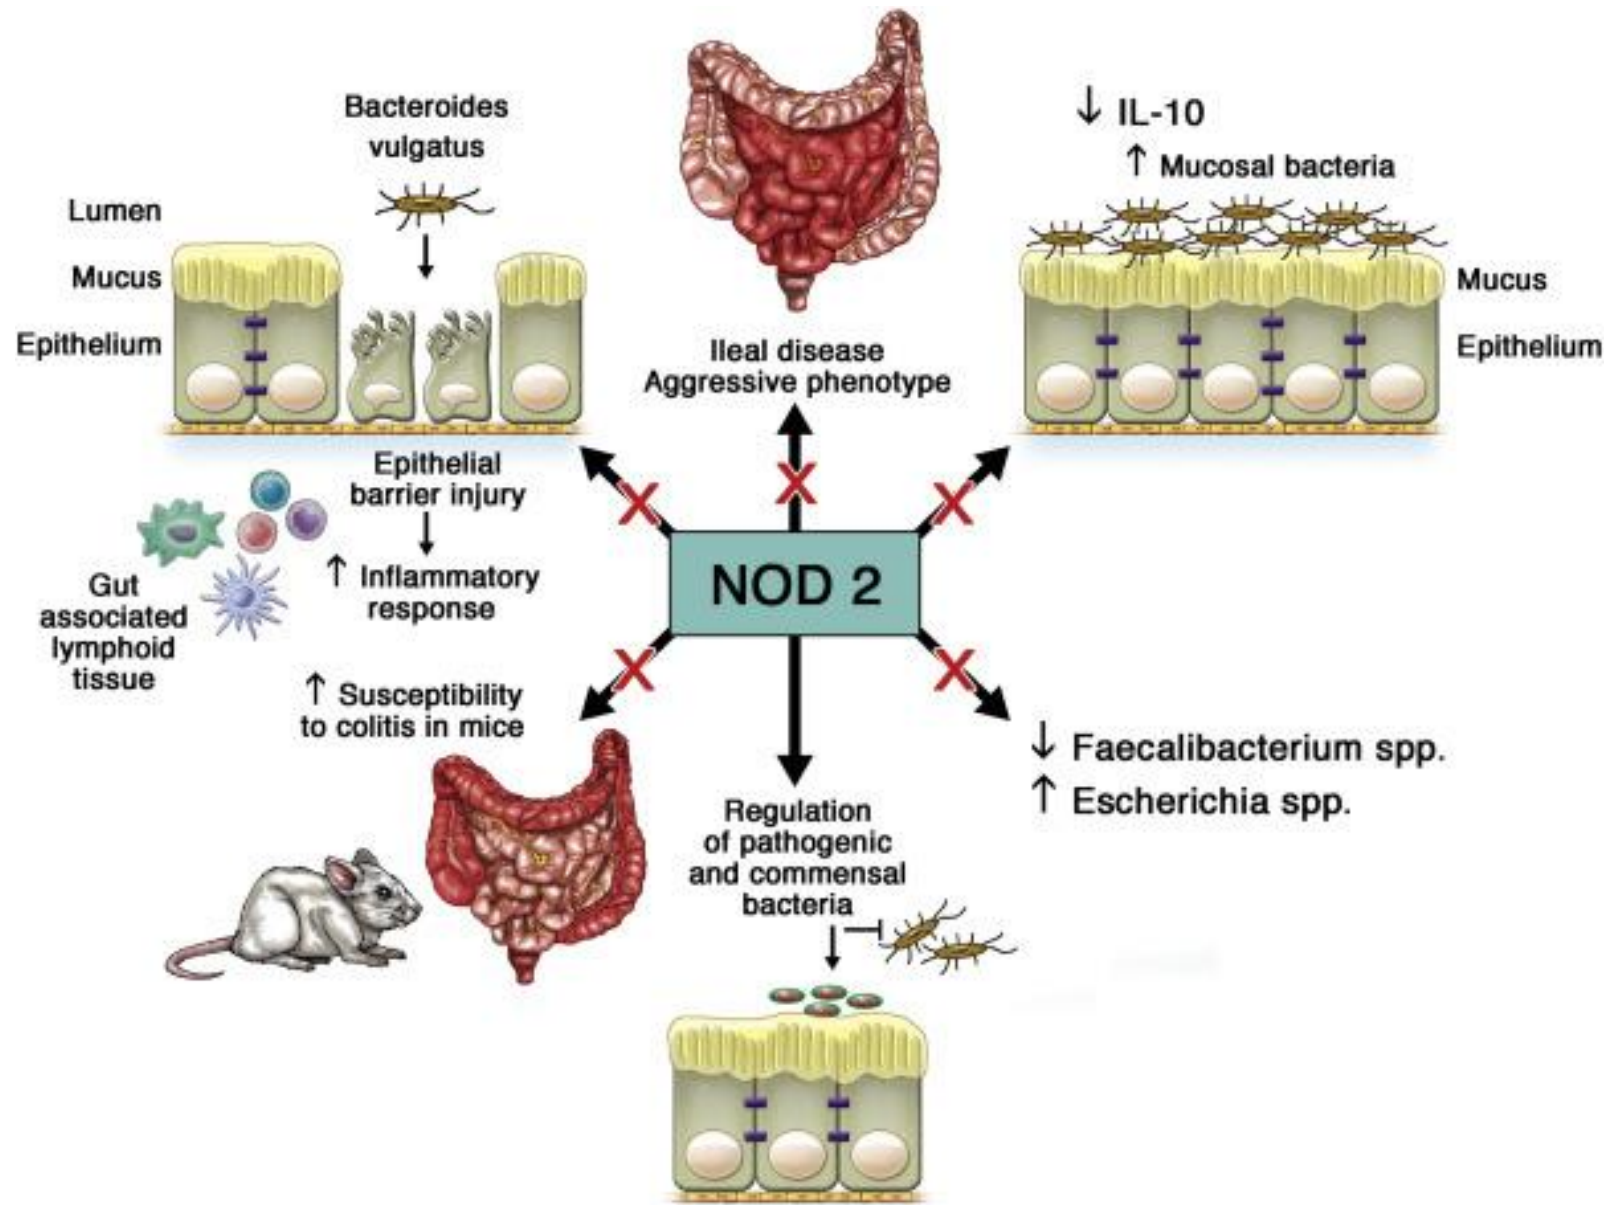 Bacteroides
vulgatus
Lumen
Mucus
Epithelium
Epithelial
barrier injury
↑ Inflammatory
response
Gut
associated
lymphoid
tissue
↑ Susceptibility
to colitis in mice
Ileal disease
Aggressive phenotype
↓ IL-10
↑ Mucosal bacteria
Mucus
Epithelium
NOD 2
↓ Faecalibacterium spp.
↑ Escherichia spp.
Regulation
of pathogenic
and commensal
bacteria